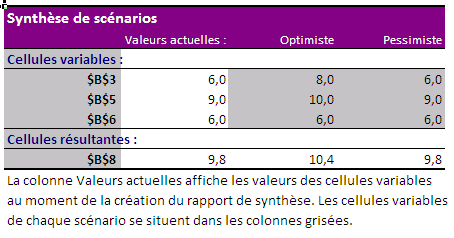 Synthèse de scénarios
Valeurs actuelles : Optimiste Pessimiste
Cellules variables :
$B$3 6,0 8,0 6,0
$B$5 9,0 10,0 9,0
$B$6 6,0 6,0 6,0
Cellules résultantes :
$B$8 9,8 10,4 9,8
La colonne Valeurs actuelles affiche les valeurs des cellules variables
au moment de la création du rapport de synthèse. Les cellules variables
de chaque scénario se situent dans les colonnes grisées.